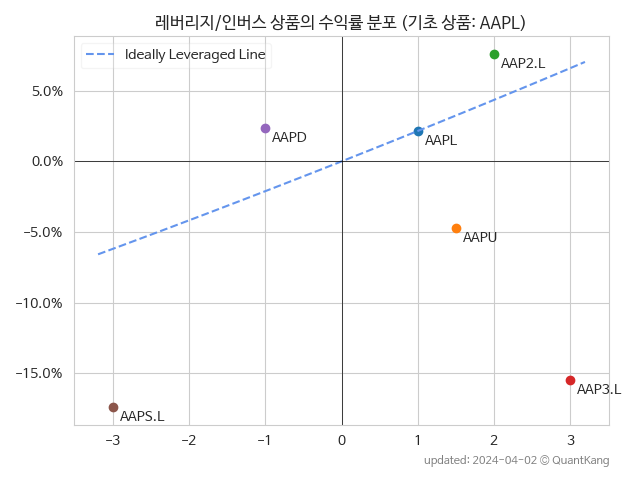 레버리지/인버스 상품의 수익률 분포 (기초 상품: AAPL)
Ideally Leveraged Line
AAP2.L
5.0%
AAPD
AAPL
0.0%
AAPU
−5.0%
−10.0%
−15.0%
AAP3.L
AAPS.L
−3 −2 −1 0 1 2 3
updated: 2024-04-02 © QuantKang